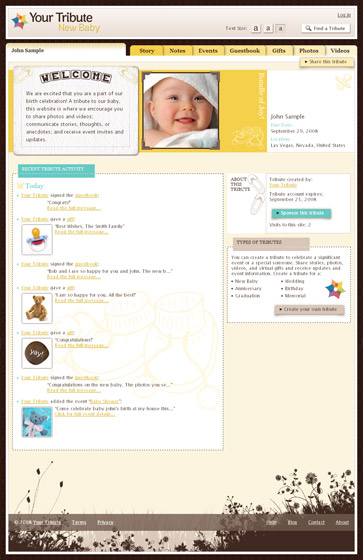 Your Tribute
New Baby
Log In
Text Size: a a a
Find a Tribute
John Sample
Story Notes Events Guestbook Gifts Photos Videos
Share this tribute
WELCOME
We are excited that you are a part of our
birth celebration! A tribute to our baby,
this website is where we encourage you
to share photos and videos;
communicate stories, thoughts, or
anecdotes; and receive event invites and
updates.
Bundle of Joy!
John Sample
Due Date:
September 25, 2008
Location:
Las Vegas, Nevada, United States
RECENT TRIBUTE ACTIVITY
Today
Your Tribute signed the guestbook!
"Congrats!"
Read the full message...
Your Tribute gave a gift!
"Best Wishes, The Smith Family"
Read the full message...
Your Tribute signed the guestbook!
"Bob and I are so happy for you and John. The new b..."
Read the full message...
Your Tribute gave a gift!
"I am so happy for you. All the best!"
Read the full message...
Your Tribute gave a gift!
"Congratulations!"
Read the full message...
Yay!
Your Tribute signed the guestbook!
"Congratulations on the new baby. The photos you ve..."
Read the full message...
Your Tribute added the event "Baby Shower"!
"Come celebrate baby john's birth at my house this..."
Click for full event details...
ABOUT
THIS
TRIBUTE
Tribute created by:
Your Tribute
Tribute account expires:
September 25, 2008
Sponsor this tribute
Visits to this site: 2
TYPES OF TRIBUTES
You can create a tribute to celebrate a significant
event or a special someone. Share stories, photos,
videos, and virtual gifts and receive updates and
event information. Create a tribute for a:
New Baby Wedding
Anniversary Birthday
Graduation Memorial
Create your own tribute
© 2008 Your Tribute Terms Privacy
Help Blog Contact About